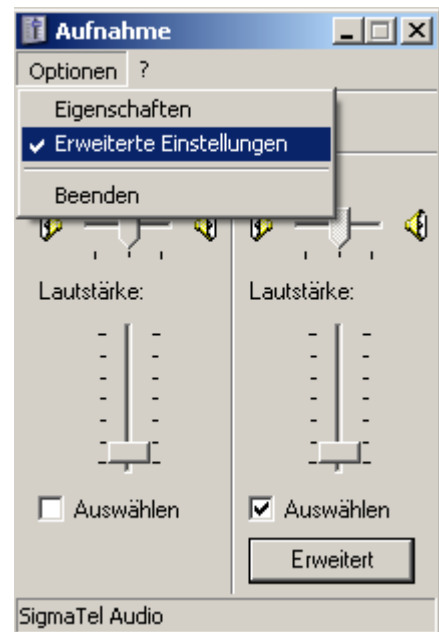 Aufnahme
Optionen ?
Eigenschaften
Erweiterte Einstellungen
Beenden
Lautstärke: Lautstärke:
Auswählen Auswählen
Erweitert
SigmaTel Audio